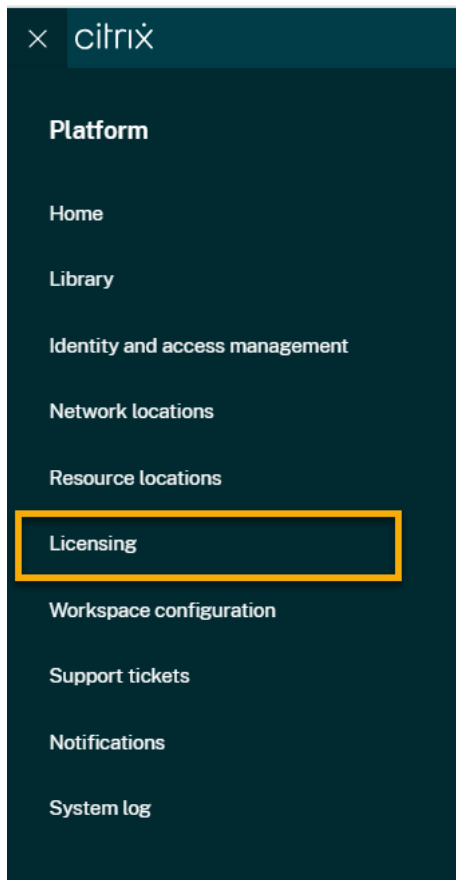 citrix
Platform
Home
Library
Identity and access management
Network locations
Resource locations
Licensing
Workspace configuration
Support tickets
Notifications
System log